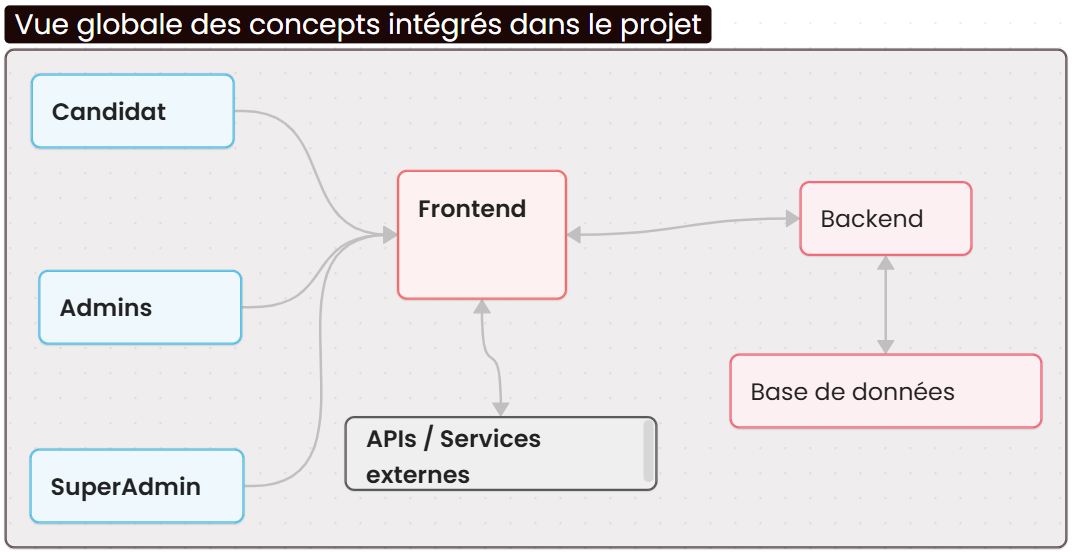 Vue globale des concepts intégrés dans le projet
Candidat
Frontend
Backend
Admins
Base de données
APIs / Services
externes
SuperAdmin